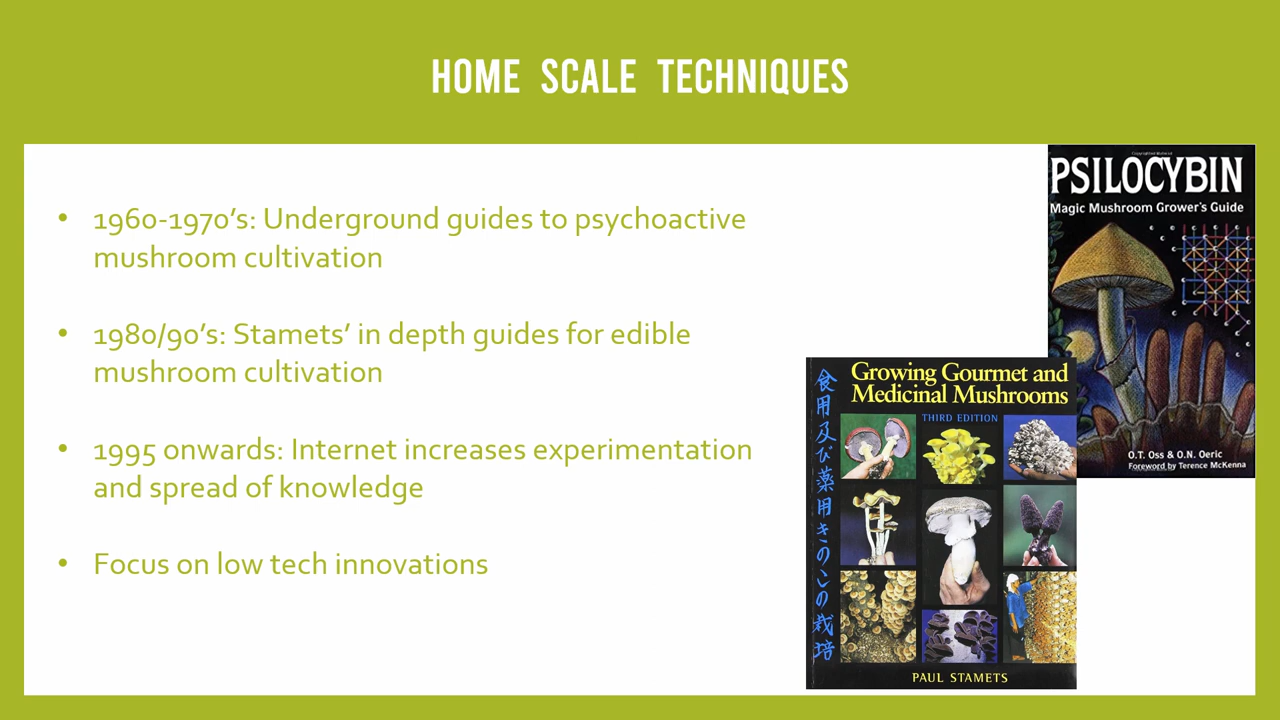 HOME SCALE TECHNIQUES
• 1960-1970’s: Underground guides to psychoactive
mushroom cultivation
• 1980/90’s: Stamets’ in depth guides for edible
mushroom cultivation
• 1995 onwards: Internet increases experimentation
and spread of knowledge
• Focus on low tech innovations
PSILOCYBIN
Magic Mushroom Grower's Guide
O.T. Oss & O.N. Oeric
Foreword by Terence McKenna
Growing Gourmet and
Medicinal Mushrooms
THIRD EDITION
食用及び薬用きのこの栽培
PAUL STAMETS